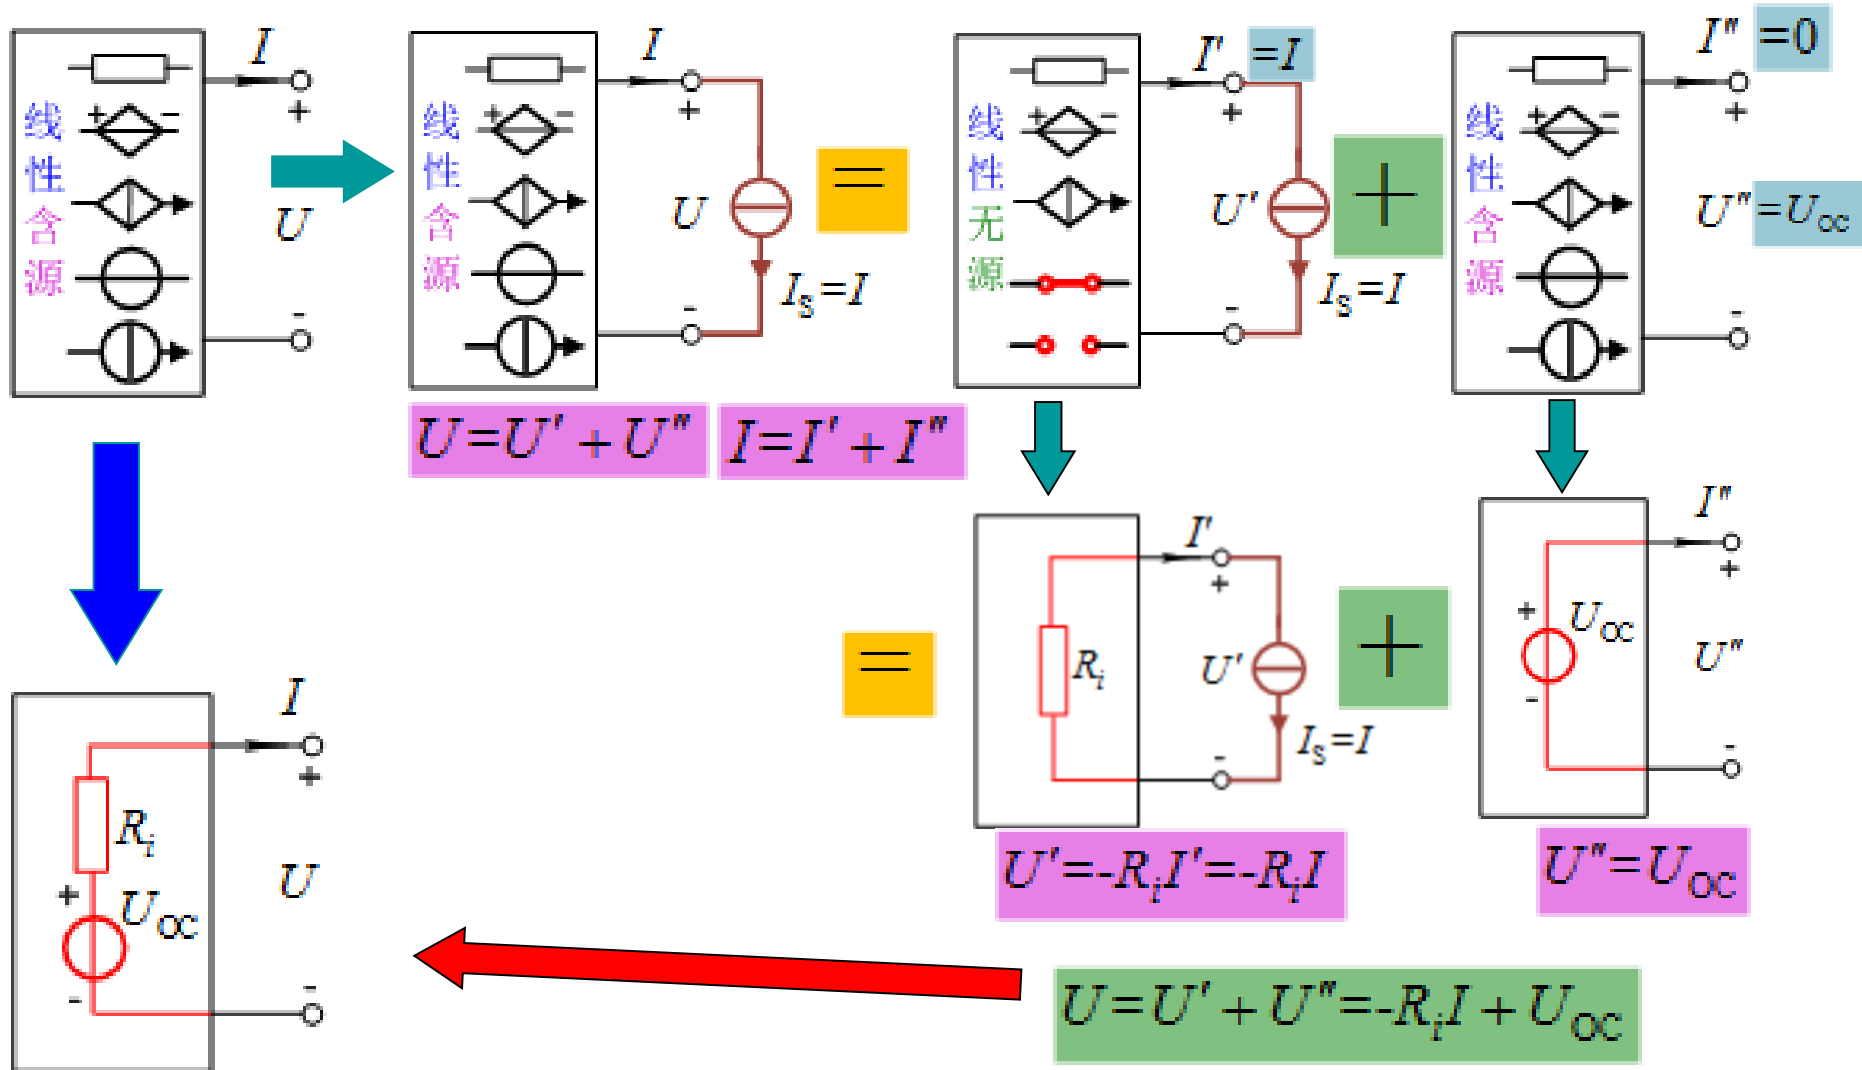 I
+
线性含源
+ -
U
-
I
+
线性含源
+ -
U
I_S=I
-
=
I' =I
+
线性无源
+ -
U'
I_S=I
-
+
I" =0
+
线性含源
+ -
U"=U_OC
-
U=U'+U"
I=I'+I"
=
I'
+
R_i
U'
I_S=I
-
+
I"
+
+
U_OC
U"
-
-
U'=-R_iI'=-R_iI
U"=U_OC
I
+
R_i
U
+
U_OC
-
-
U=U'+U"=-R_iI+U_OC